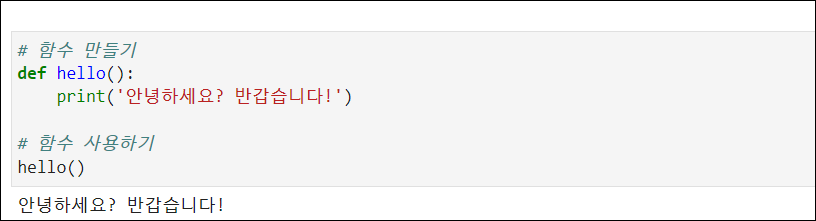 # 함수 만들기
def hello():
    print('안녕하세요? 반갑습니다!')
# 함수 사용하기
hello()
안녕하세요? 반갑습니다!